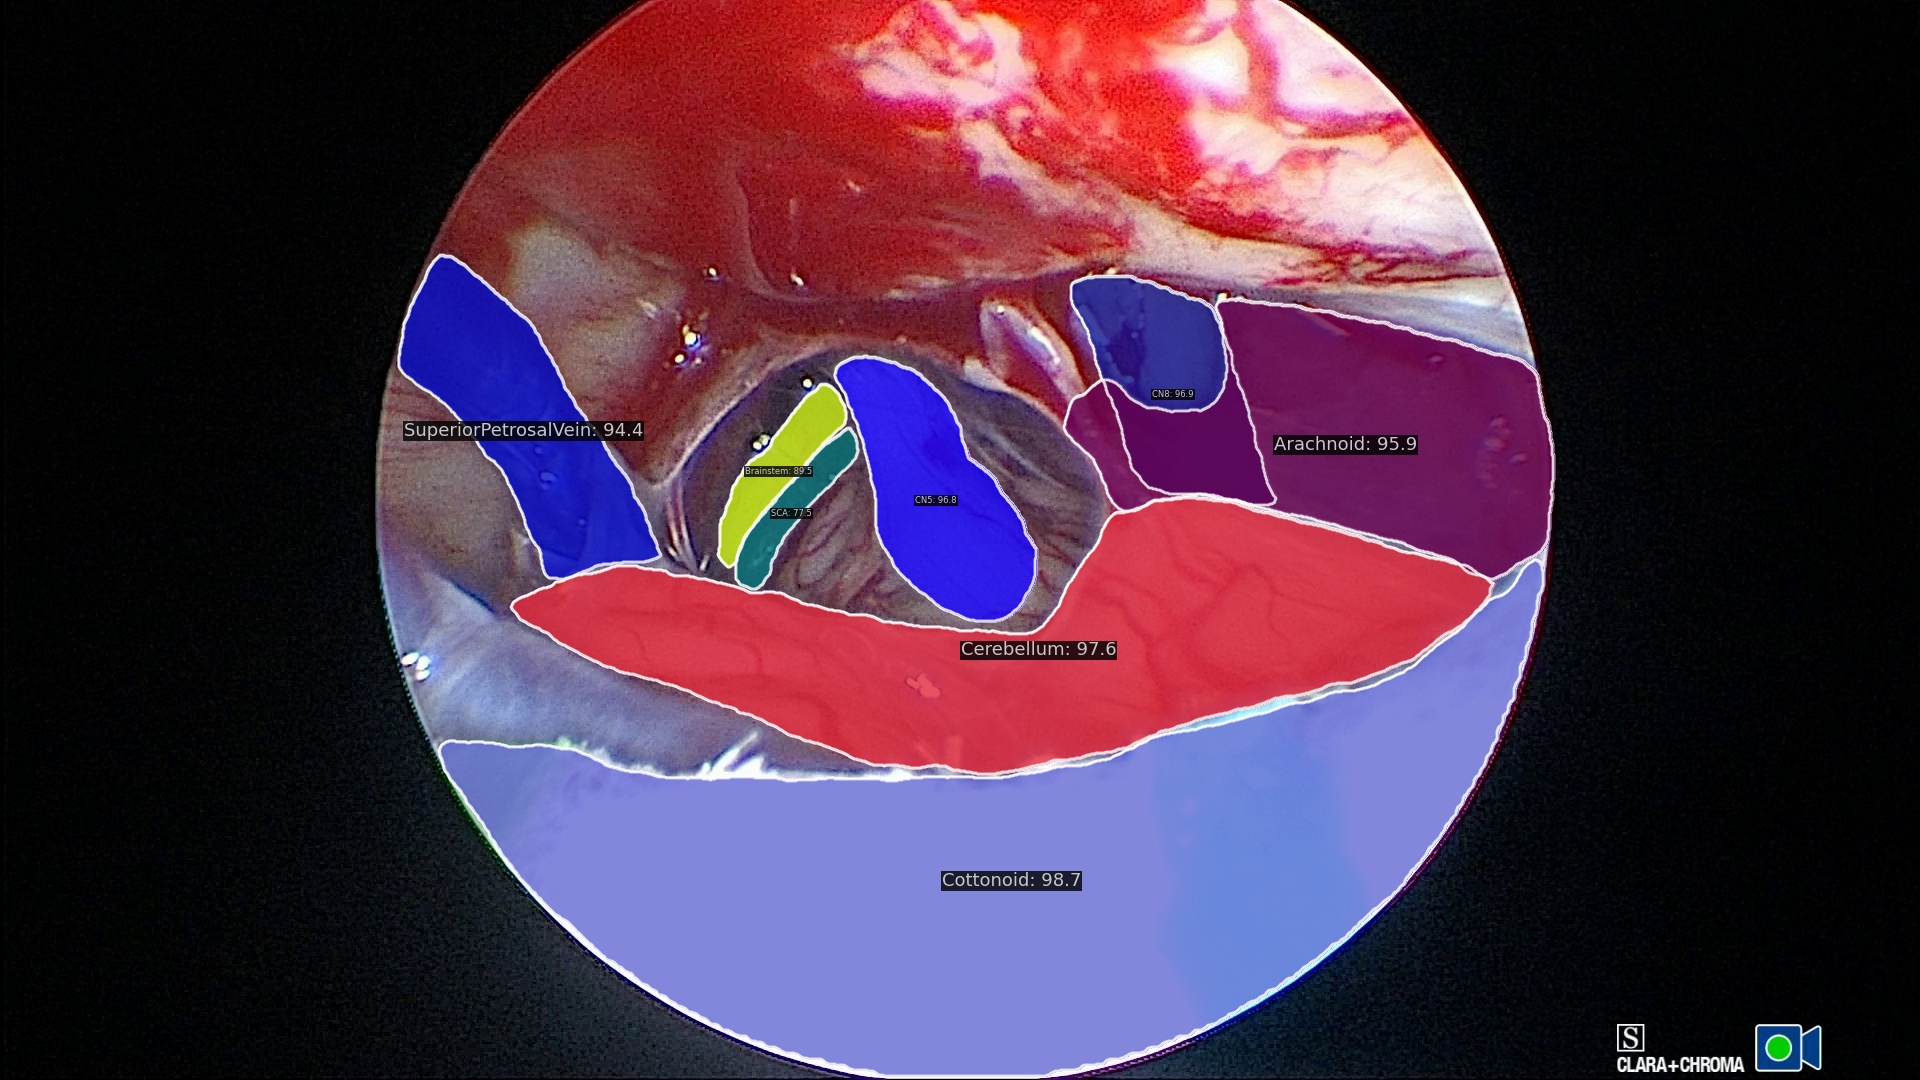 CN8: 96.9
SuperiorPetrosalVein: 94.4
Arachnoid: 95.9
Brainstem: 89.5
CN5: 96.8
SCA: 77.5
Cerebellum: 97.6
Cottonoid: 98.7
S
CLARA+CHROMA